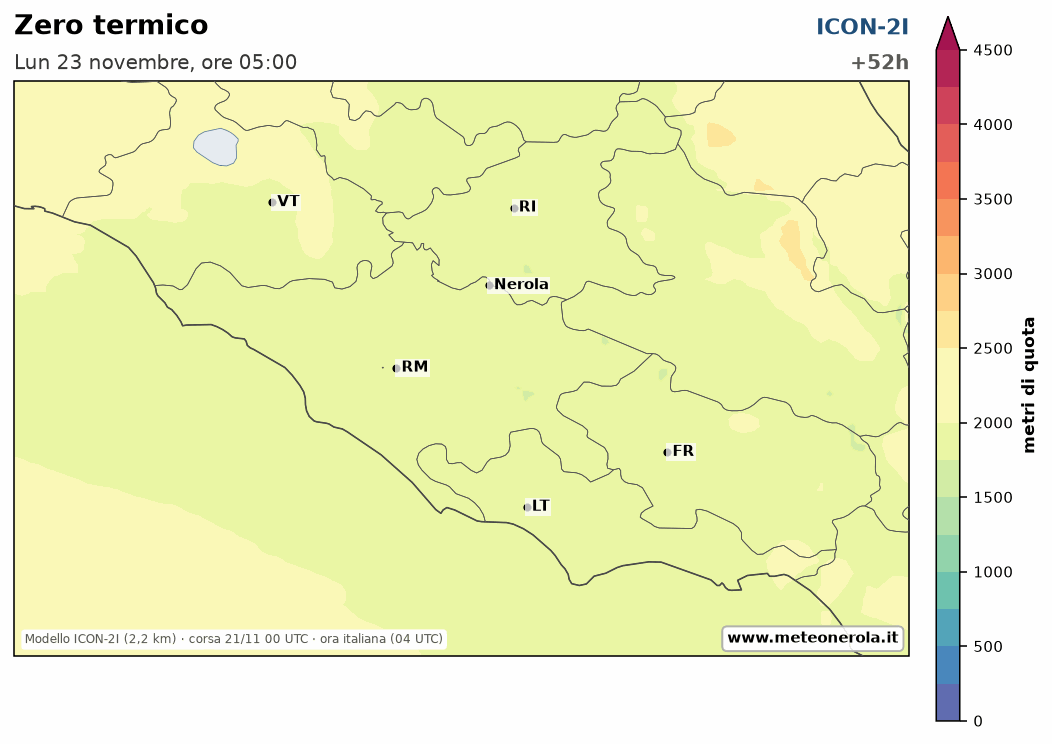 Zero termico
ICON-2I
Lun 23 novembre, ore 05:00
+52h
VT
RI
Nerola
RM
FR
LT
Modello ICON-2I (2,2 km) · corsa 21/11 00 UTC · ora italiana (04 UTC)
www.meteonerola.it
4500
4000
3500
3000
2500
2000
1500
1000
500
0
metri di quota